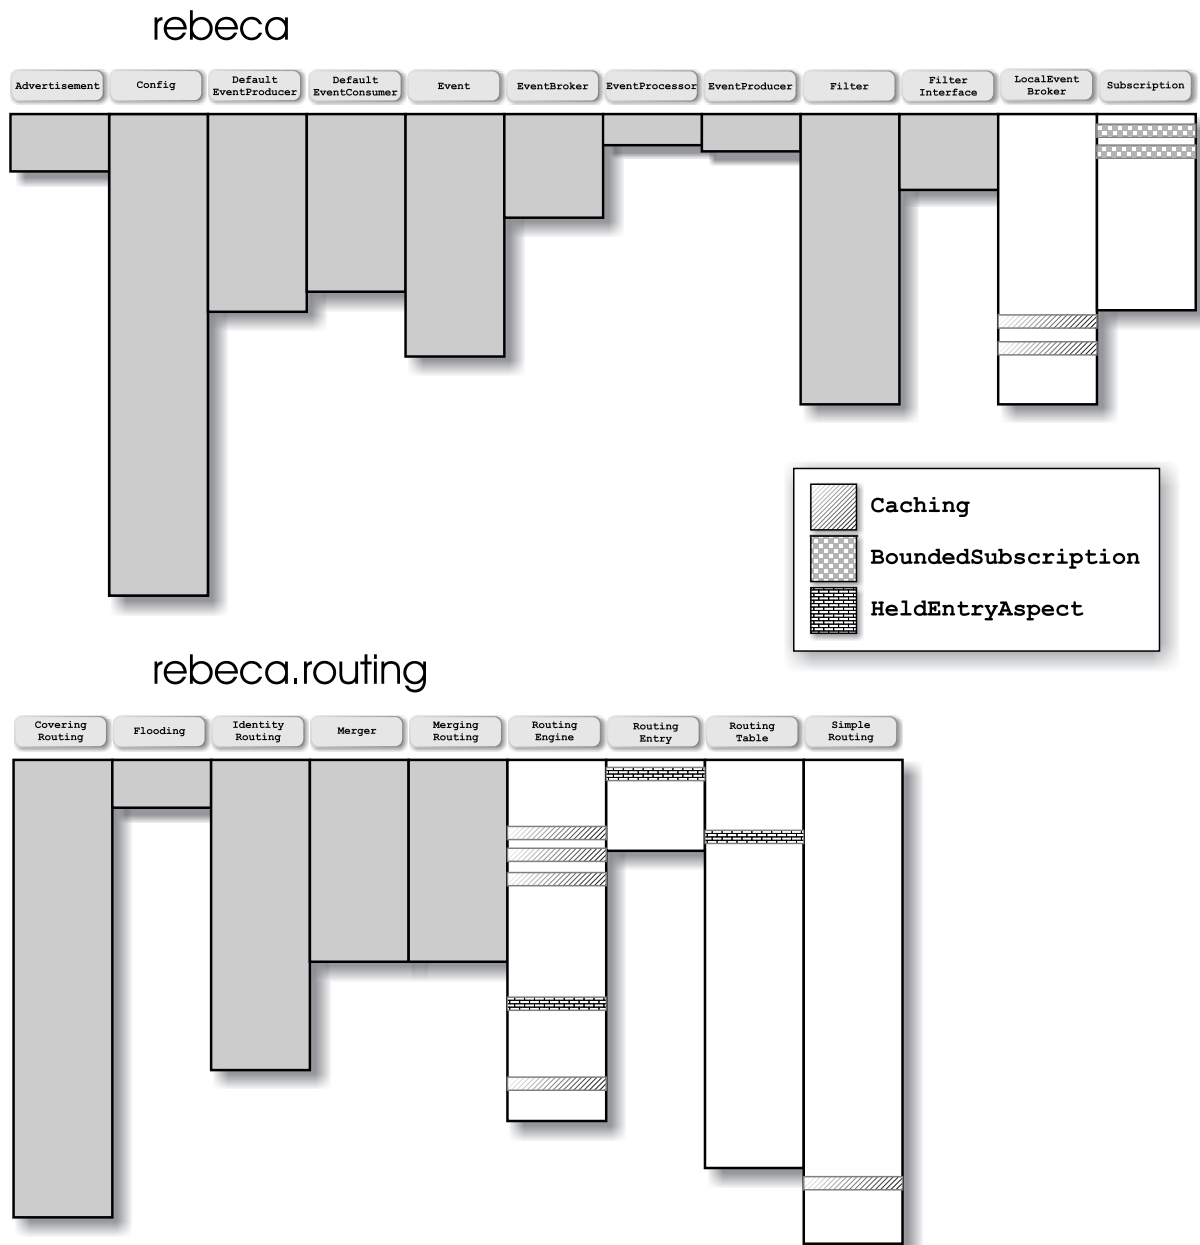 rebeca
Advertisement
Config
Default
EventProducer
Default
EventConsumer
Event
EventBroker
EventProcessor
EventProducer
Filter
Filter
Interface
LocalEvent
Broker
Subscription
Caching
BoundedSubscription
HeldEntryAspect
rebeca.routing
Covering
Routing
Flooding
Identity
Routing
Merger
Merging
Routing
Routing
Engine
Routing
Entry
Routing
Table
Simple
Routing